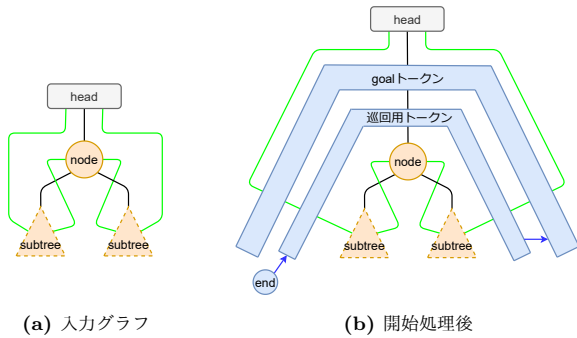 head
node
subtree
subtree
(a) 入力グラフ
head
goalトークン
巡回用トークン
node
subtree
subtree
end
(b) 開始処理後